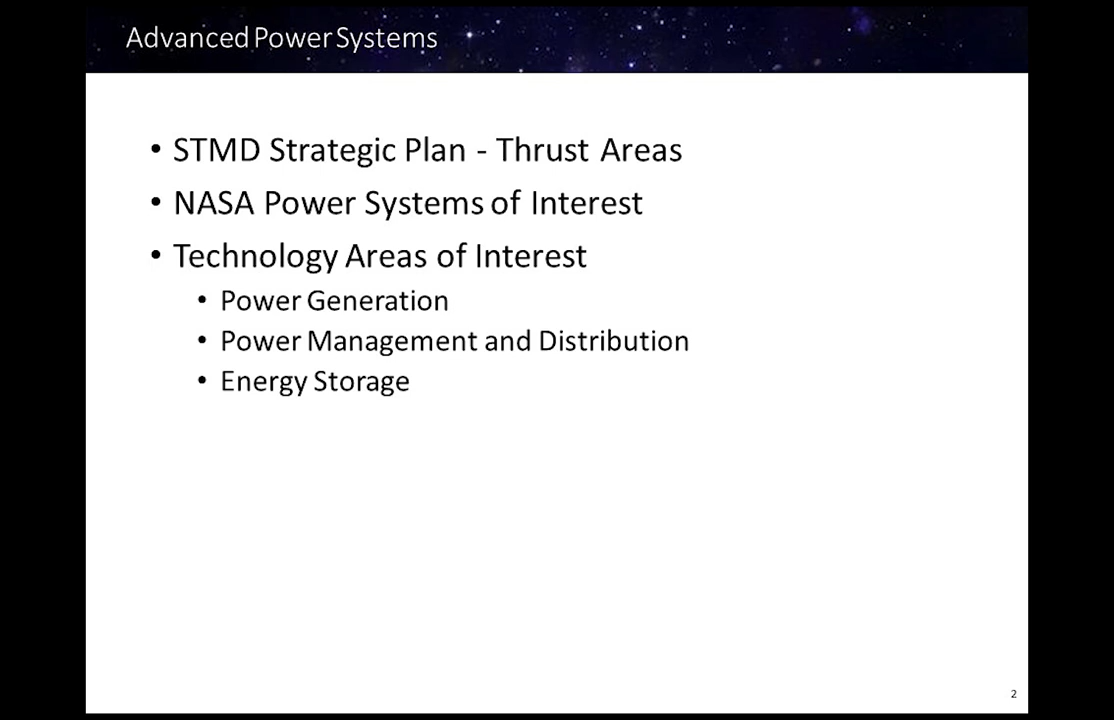 Advanced Power Systems
• STMD Strategic Plan - Thrust Areas
• NASA Power Systems of Interest
• Technology Areas of Interest
• Power Generation
• Power Management and Distribution
• Energy Storage
2